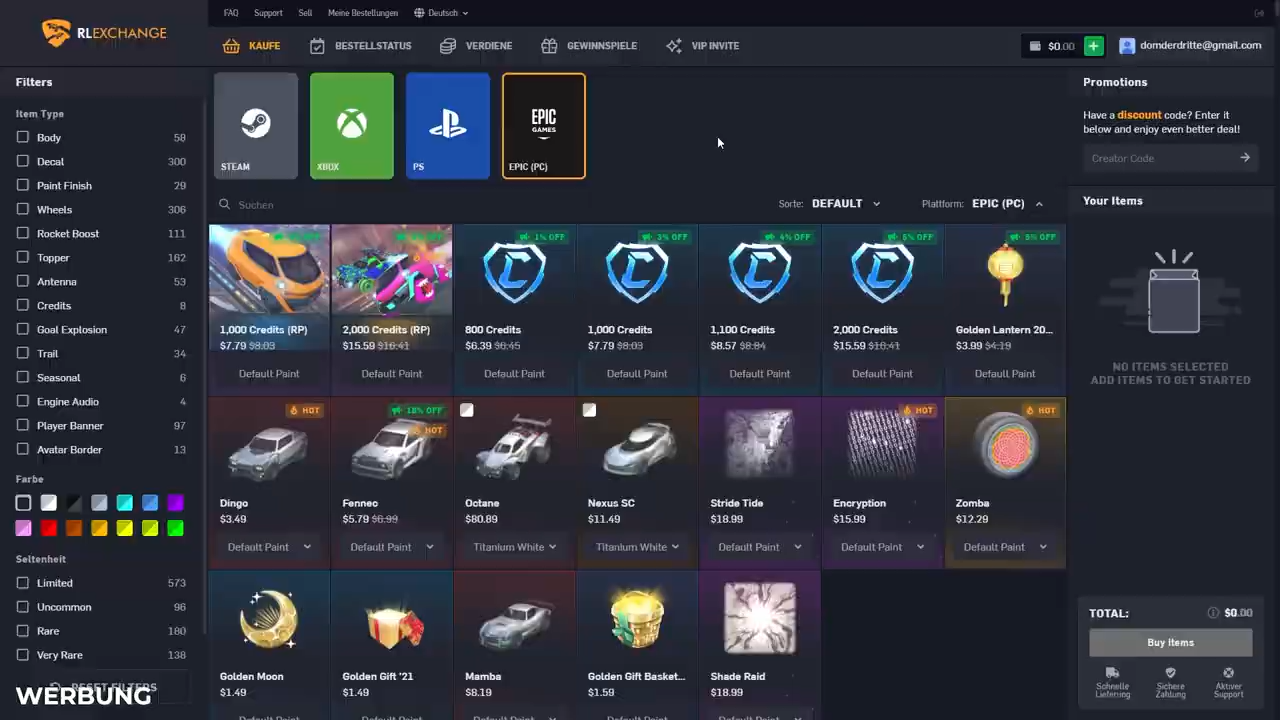 FAQ Support Sell Meine Bestellungen Deutsch
RLEXCHANGE
KAUFE BESTELLSTATUS VERDIENE GEWINNSPIELE VIP INVITE
$0.00 + domderdritte@gmail.com
Filters
Item Type
Body 58
Decal 300
Paint Finish 29
Wheels 306
Rocket Boost 111
Topper 162
Antenna 53
Credits 8
Goal Explosion 47
Trail 34
Seasonal 6
Engine Audio 4
Player Banner 97
Avatar Border 13
Farbe
Seltenheit
Limited 573
Uncommon 96
Rare 180
Very Rare 138
RESET FILTERS
WERBUNG
STEAM
XBOX
PS
EPIC GAMES
EPIC (PC)
Suchen
Sorte: DEFAULT Plattform: EPIC (PC)
1% OFF 3% OFF 4% OFF 5% OFF 5% OFF
1,000 Credits (RP) 2,000 Credits (RP) 800 Credits 1,000 Credits 1,100 Credits 2,000 Credits Golden Lantern 20...
$7.79 $8.03 $15.59 $16.41 $6.39 $6.45 $7.79 $8.03 $8.57 $8.84 $15.59 $16.41 $3.99 $4.19
Default Paint Default Paint Default Paint Default Paint Default Paint Default Paint Default Paint
HOT 18% OFF HOT HOT HOT
Dingo Fennec Octane Nexus SC Stride Tide Encryption Zomba
$3.49 $5.79 $6.99 $80.89 $11.49 $18.99 $15.99 $12.29
Default Paint Default Paint Titanium White Titanium White Default Paint Default Paint Default Paint
Golden Moon Golden Gift '21 Mamba Golden Gift Basket... Shade Raid
$1.49 $1.49 $8.19 $1.59 $18.99
Default Paint Default Paint Default Paint Default Paint Default Paint
Promotions
Have a discount code? Enter it
below and enjoy even better deal!
Creator Code
Your Items
NO ITEMS SELECTED
ADD ITEMS TO GET STARTED
TOTAL: $0.00
Buy Items
Schnelle Lieferung
Sichere Zahlung
Aktiver Support